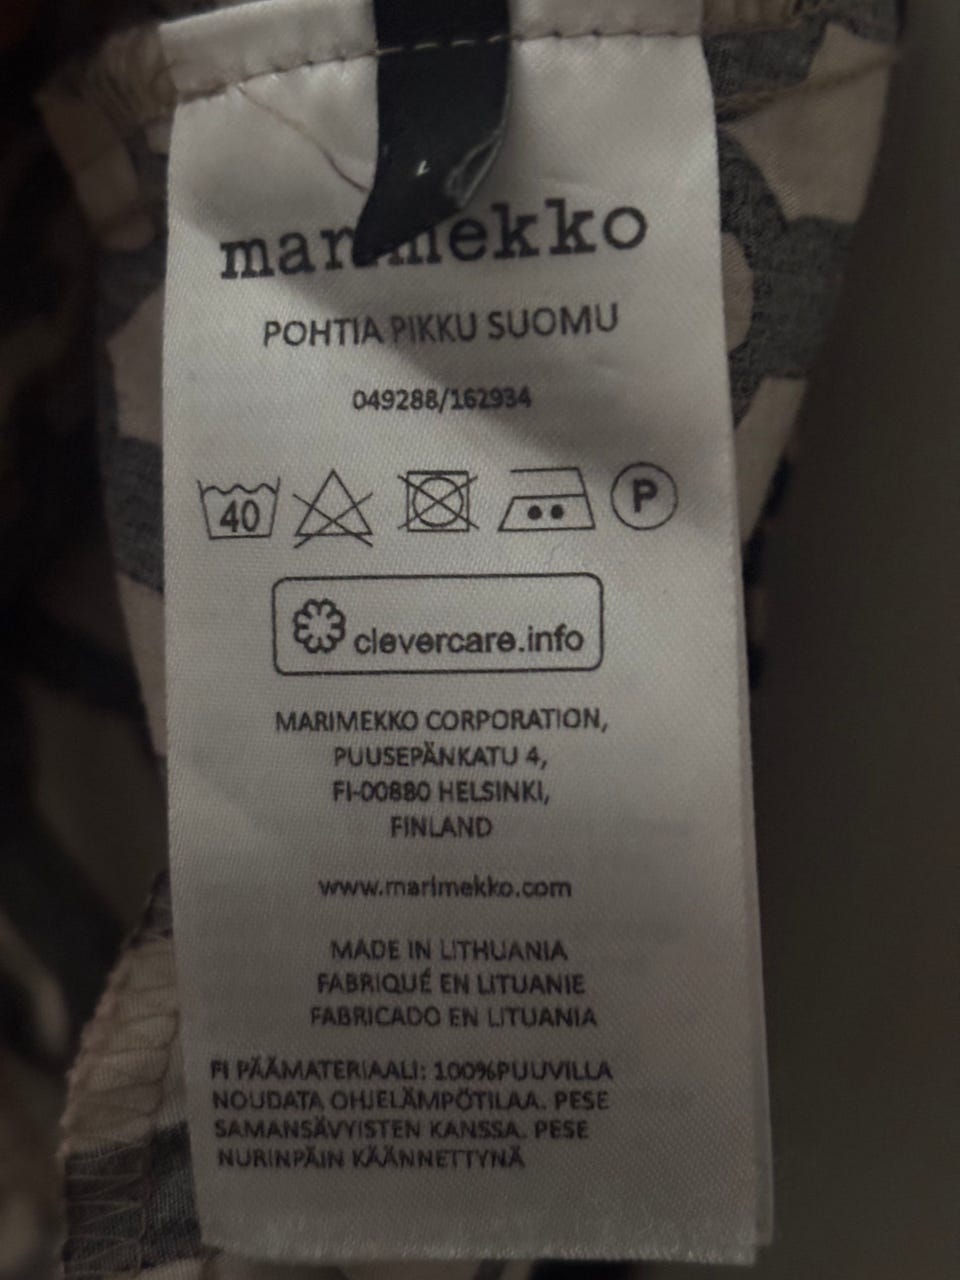 marimekko
POHTIA PIKKU SUOMU
049288/162934
40 P
clevercare.info
MARIMEKKO CORPORATION,
PUUSEPÄNKATU 4,
FI-00880 HELSINKI,
FINLAND
www.marimekko.com
MADE IN LITHUANIA
FABRIQUÉ EN LITUANIE
FABRICADO EN LITUANIA
FI PÄÄMATERIAALI: 100%PUUVILLA
NOUDATA OHJELÄMPÖTILAA. PESE
SAMANSÄVYISTEN KANSSA. PESE
NURINPÄIN KÄÄNNETTYNÄ